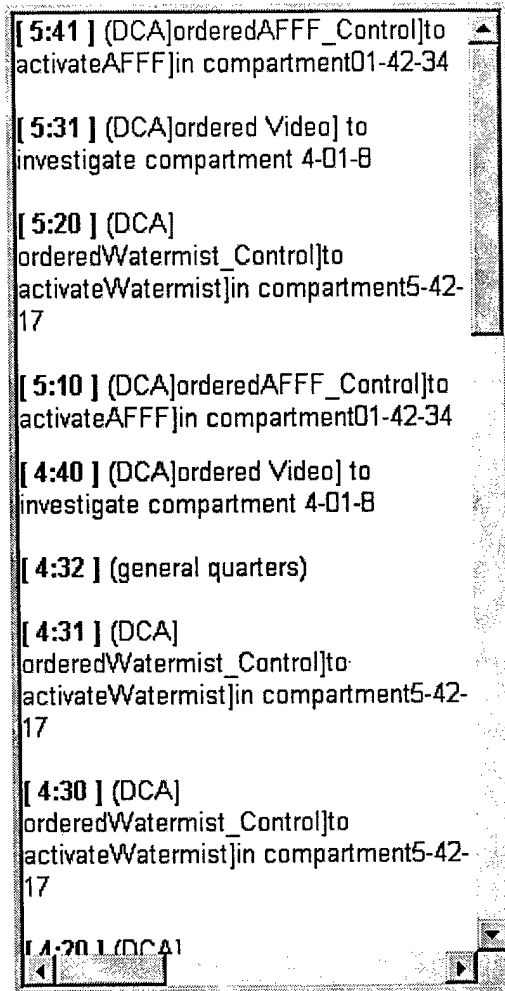 [ 5:41 ] (DCA]orderedAFFF_Control]to
activateAFFF]in compartment01-42-34
[ 5:31 ] (DCA]ordered Video] to
investigate compartment 4-01-8
[ 5:20 ] (DCA]
orderedWatermist_Control]to
activateWatermist]in compartment5-42-
17
[ 5:10 ] (DCA]orderedAFFF_Control]to
activateAFFF]in compartment01-42-34
[ 4:40 ] (DCA]ordered Video] to
investigate compartment 4-01-8
[ 4:32 ] (general quarters)
[ 4:31 ] (DCA]
orderedWatermist_Control]to
activateWatermist]in compartment5-42-
17
[ 4:30 ] (DCA]
orderedWatermist_Control]to
activateWatermist]in compartment5-42-
17
[ 4:20 ] (DCA]